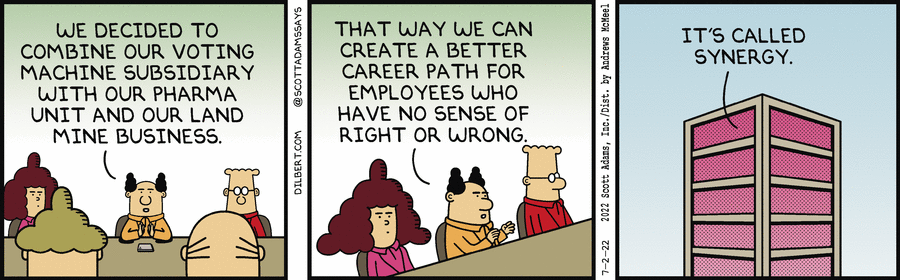 WE DECIDED TO
COMBINE OUR VOTING
MACHINE SUBSIDIARY
WITH OUR PHARMA
UNIT AND OUR LAND
MINE BUSINESS.
DILBERT.COM @SCOTTADAMSSAYS
THAT WAY WE CAN
CREATE A BETTER
CAREER PATH FOR
EMPLOYEES WHO
HAVE NO SENSE OF
RIGHT OR WRONG.
7-2-22 2022 Scott Adams, Inc./Dist. by Andrews McMeel
IT'S CALLED
SYNERGY.